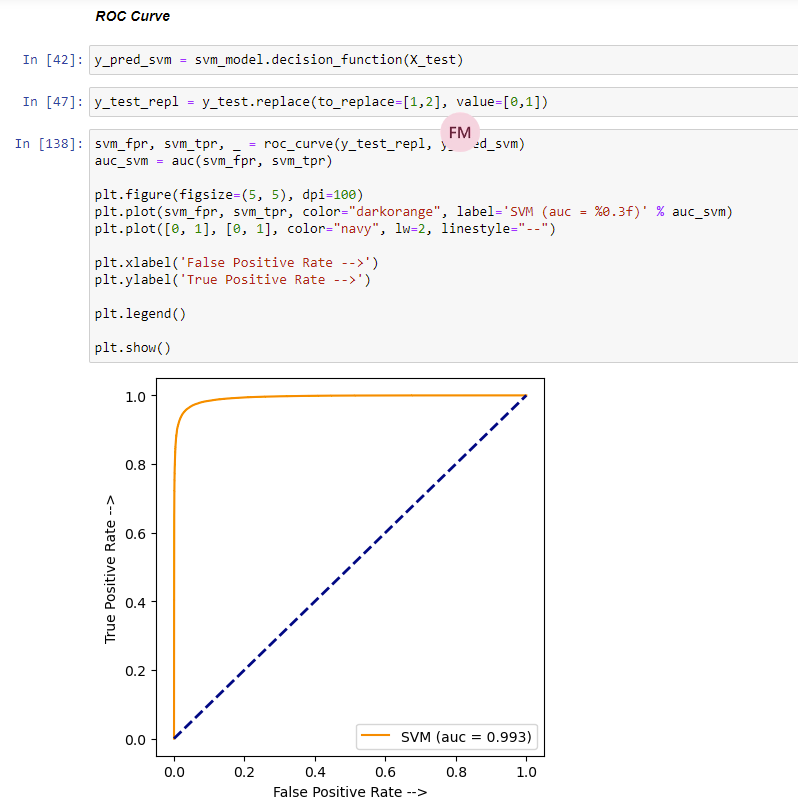 ROC Curve
In [42]: y_pred_svm = svm_model.decision_function(X_test)
In [47]: y_test_repl = y_test.replace(to_replace=[1,2], value=[0,1])
FM
In [138]: svm_fpr, svm_tpr, _ = roc_curve(y_test_repl, y_ ed_svm)
auc_svm = auc(svm_fpr, svm_tpr)
plt.figure(figsize=(5, 5), dpi=100)
plt.plot(svm_fpr, svm_tpr, color="darkorange", label='SVM (auc = %0.3f)' % auc_svm)
plt.plot([0, 1], [0, 1], color="navy", lw=2, linestyle="--")
plt.xlabel('False Positive Rate -->')
plt.ylabel('True Positive Rate -->')
plt.legend()
plt.show()
1.0
0.8
0.6
0.4
0.2
0.0
True Positive Rate -->
SVM (auc = 0.993)
0.0 0.2 0.4 0.6 0.8 1.0
False Positive Rate -->